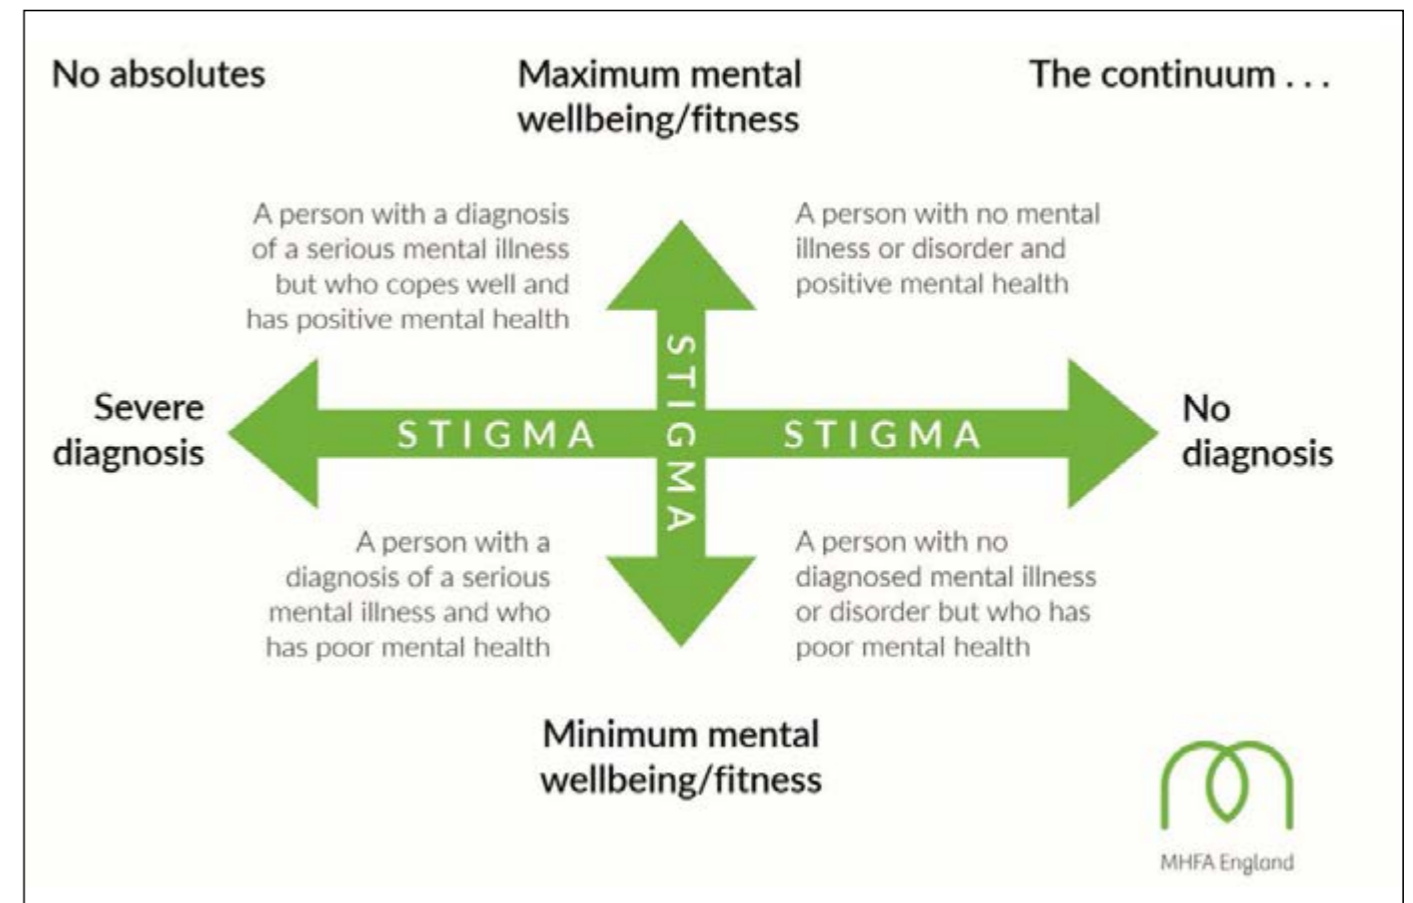 No absolutes
Maximum mental
wellbeing/fitness
The continuum . . .
A person with a diagnosis
of a serious mental illness
but who copes well and
has positive mental health
A person with no mental
illness or disorder and
positive mental health
STIGMA
Severe
diagnosis
STIGMA
STIGMA
No
diagnosis
A person with a
diagnosis of a serious
mental illness and who
has poor mental health
A person with no
diagnosed mental illness
or disorder but who has
poor mental health
Minimum mental
wellbeing/fitness
MHFA England